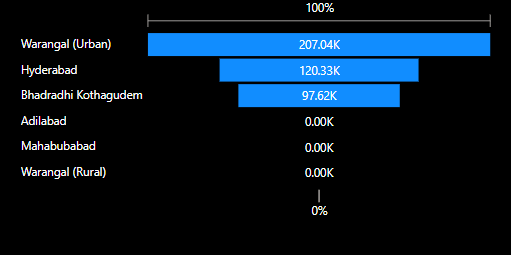 100%
Warangal (Urban) 207.04K
Hyderabad 120.33K
Bhadradhi Kothagudem 97.62K
Adilabad 0.00K
Mahabubabad 0.00K
Warangal (Rural) 0.00K
0%